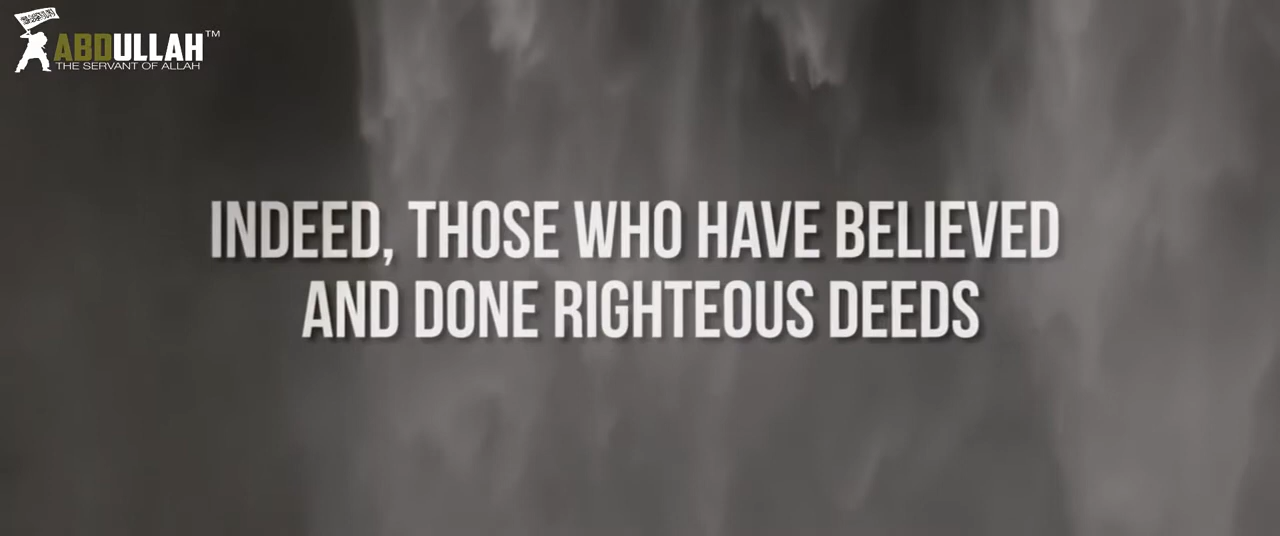 ABDULLAH™
THE SERVANT OF ALLAH
INDEED, THOSE WHO HAVE BELIEVED
AND DONE RIGHTEOUS DEEDS